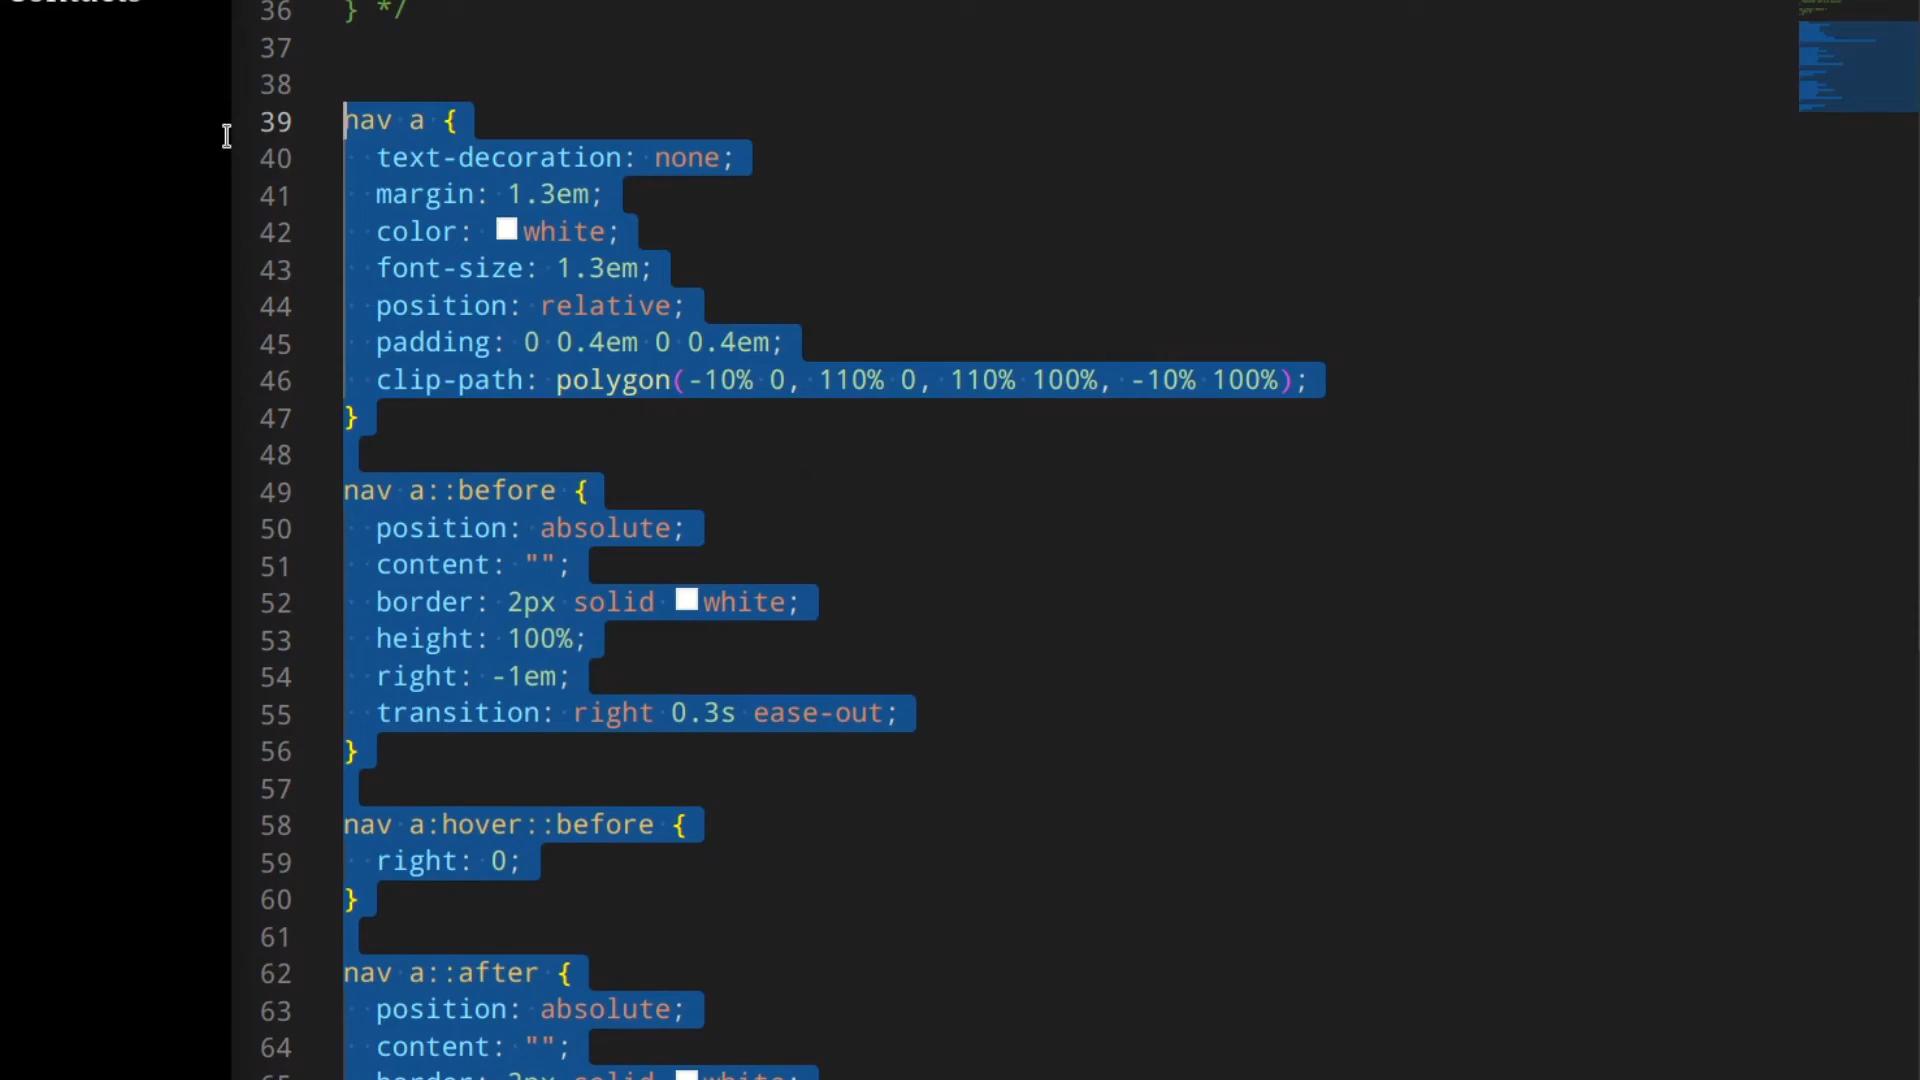 36 } */
37
38
39 nav a {
40 text-decoration: none;
41 margin: 1.3em;
42 color: white;
43 font-size: 1.3em;
44 position: relative;
45 padding: 0 0.4em 0 0.4em;
46 clip-path: polygon(-10% 0, 110% 0, 110% 100%, -10% 100%);
47 }
48
49 nav a::before {
50 position: absolute;
51 content: "";
52 border: 2px solid white;
53 height: 100%;
54 right: -1em;
55 transition: right 0.3s ease-out;
56 }
57
58 nav a:hover::before {
59 right: 0;
60 }
61
62 nav a::after {
63 position: absolute;
64 content: "";